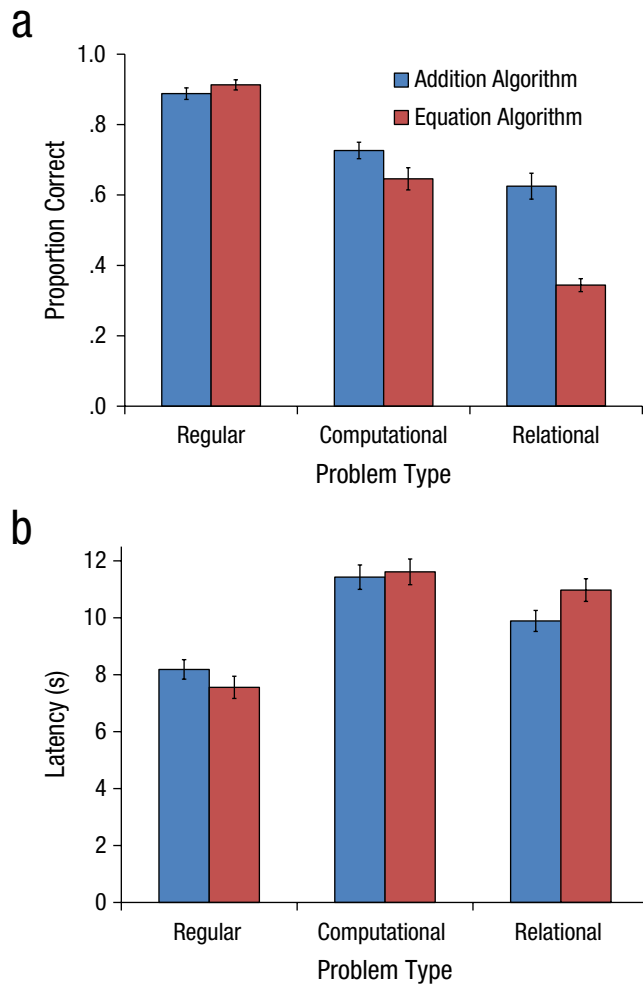 a
1.0
.8
.6
.4
.2
.0
Proportion Correct
Addition Algorithm
Equation Algorithm
Regular Computational Relational
Problem Type
b
12
10
8
6
4
2
0
Latency (s)
Regular Computational Relational
Problem Type